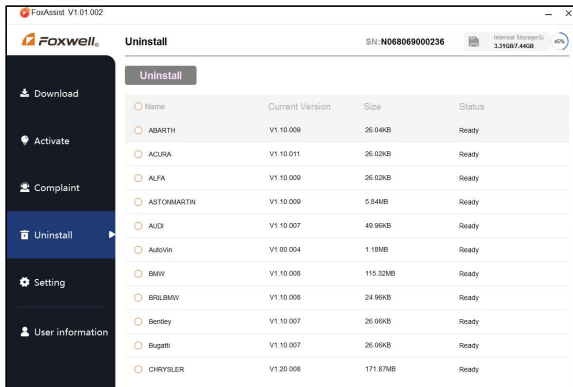 FoxAssist V1.01.002
FOXWELL®
Uninstall
SN:N068069000236
Internal Storage:G:
3.31GB/7.44GB
45%
Download
Activate
Complaint
Uninstall
Setting
User information
Uninstall
Name Current Version Size Status
ABARTH V1.10.009 26.04KB Ready
ACURA V1.10.011 26.02KB Ready
ALFA V1.10.009 26.02KB Ready
ASTONMARTIN V1.10.009 5.84MB Ready
AUDI V1.10.007 49.96KB Ready
AutoVin V1.00.004 1.18MB Ready
BMW V1.10.008 115.32MB Ready
BRILBMW V1.10.008 24.96KB Ready
Bentley V1.10.007 26.06KB Ready
Bugatti V1.10.007 26.06KB Ready
CHRYSLER V1.20.008 171.87MB Ready